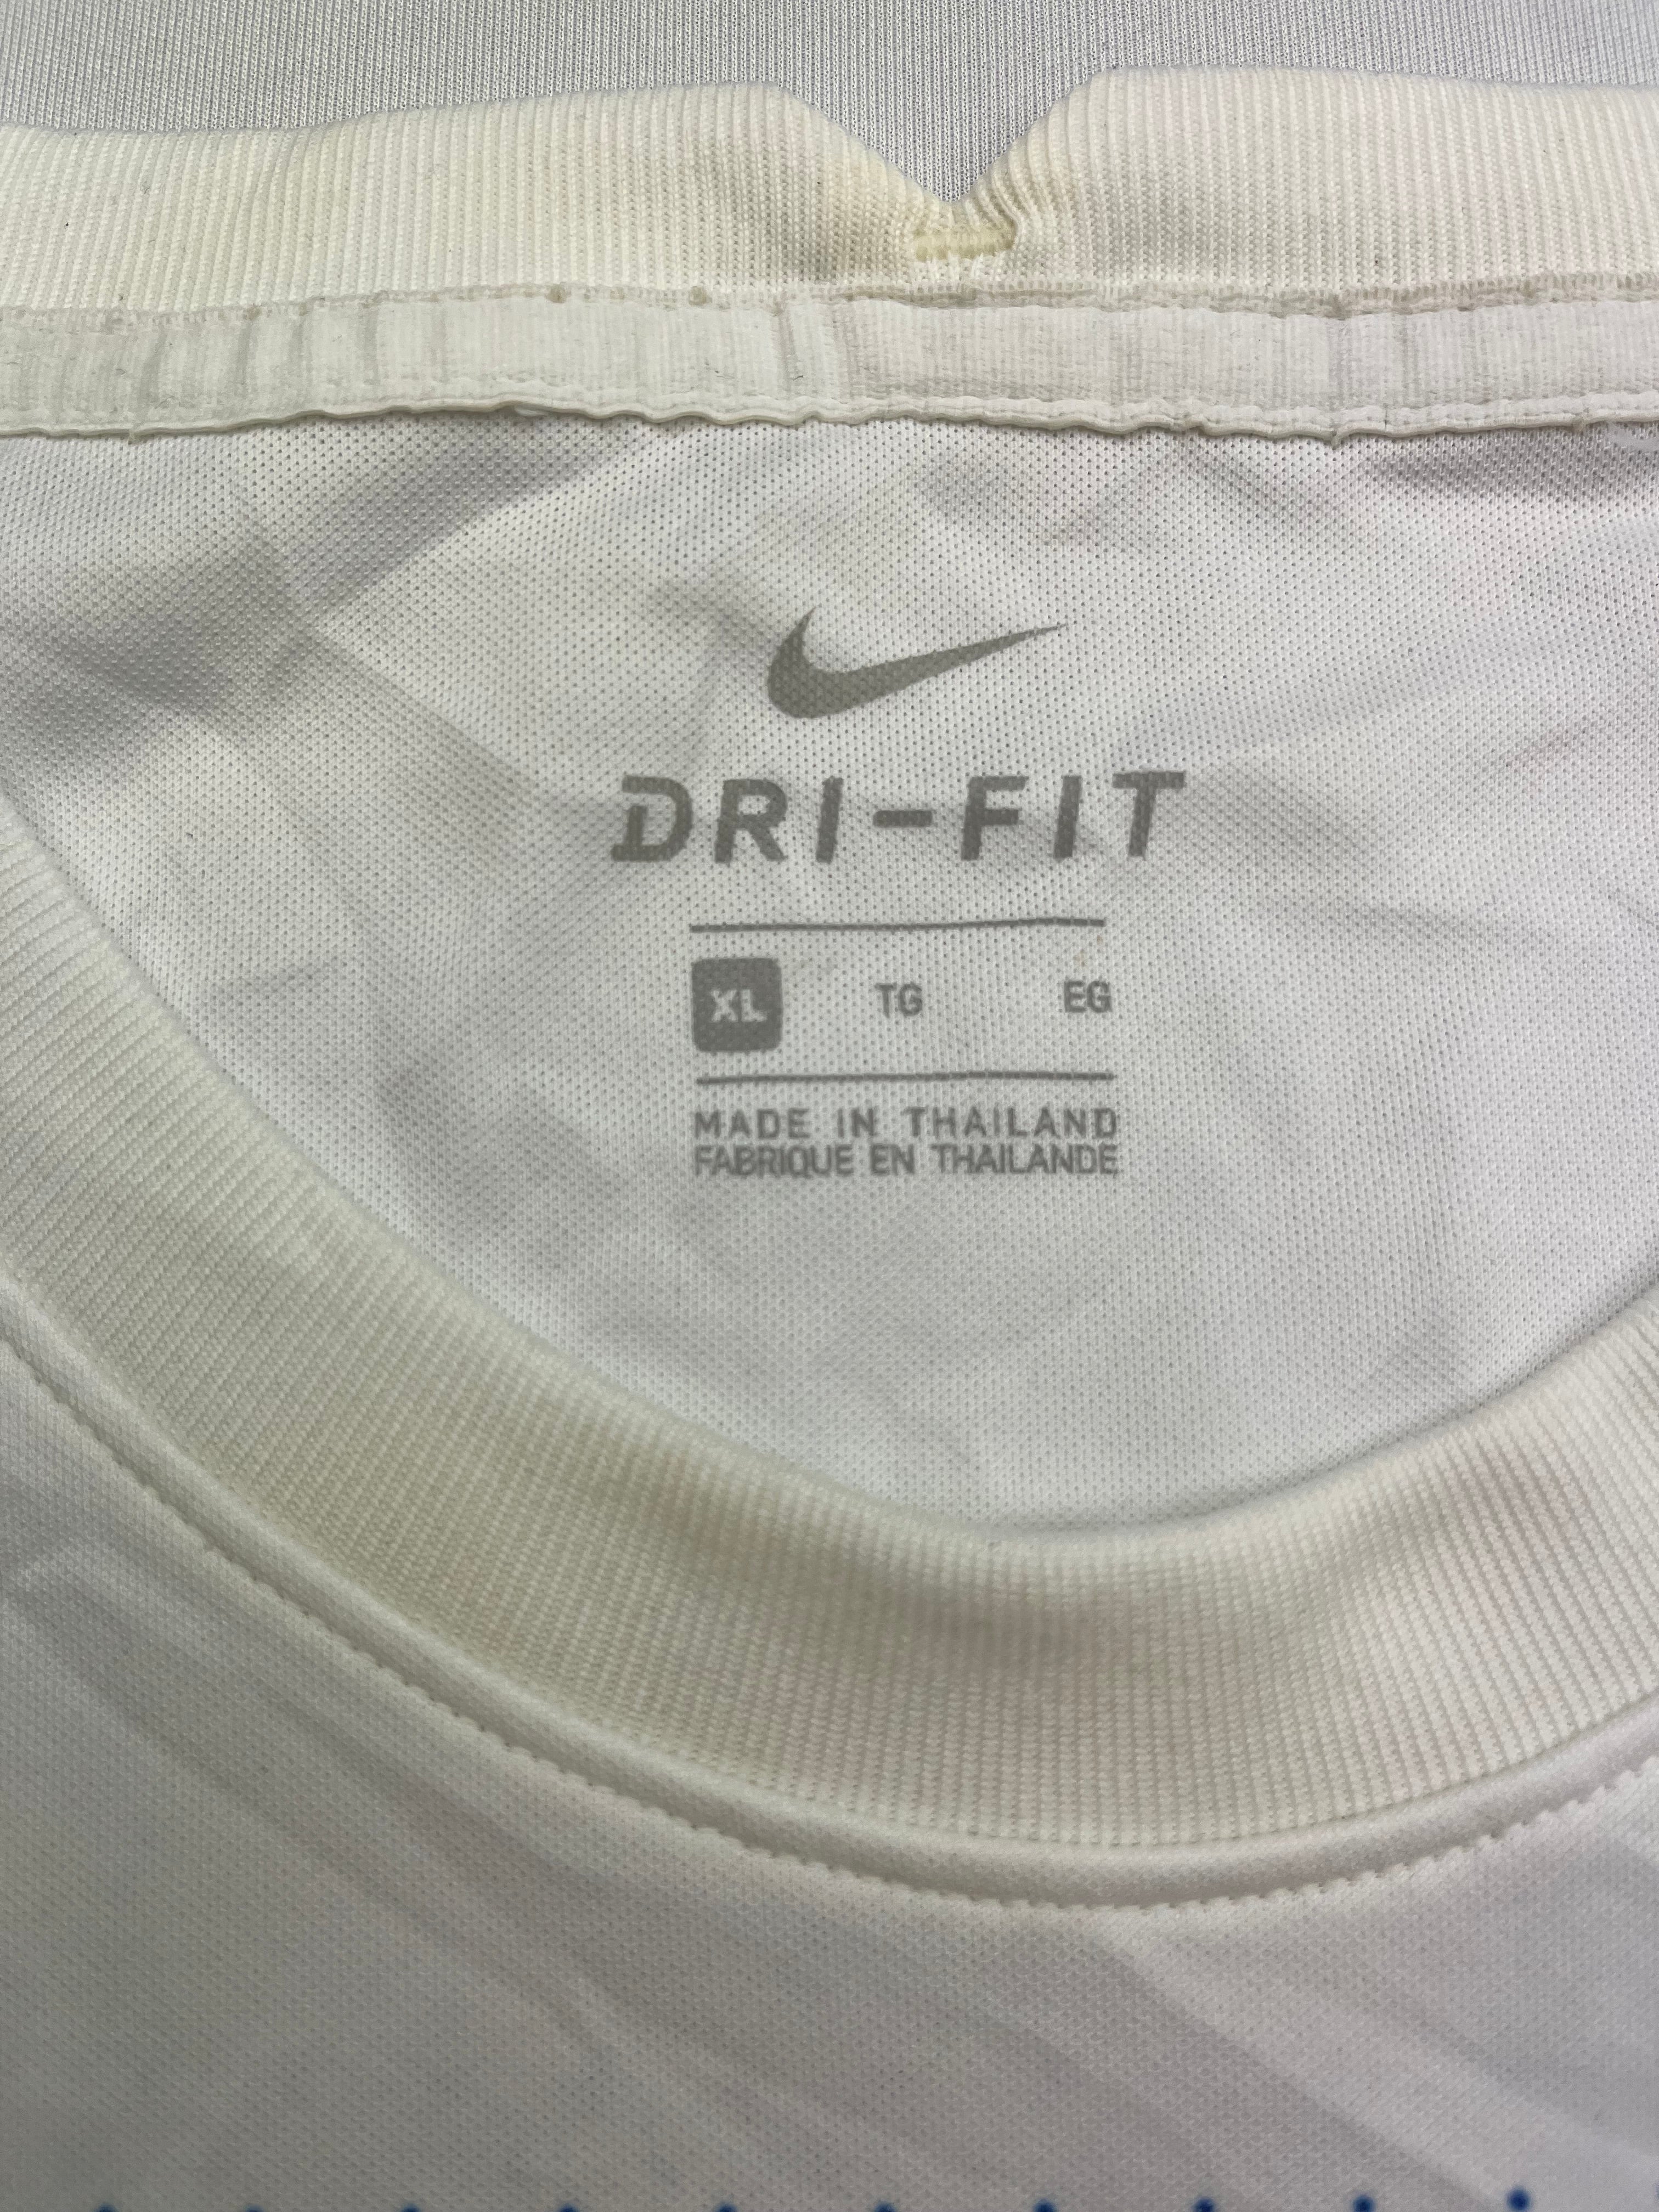 DRI-FIT
XL TG EG
MADE IN THAILAND
FABRIQUE EN THAILANDE